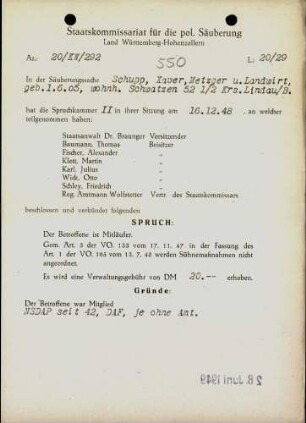 Staatskommissariat für die pol. Säuberung
Land Württemberg-Hohenzollern
Az: 20/XX/292
550
L: 20/29
In der Säuberungssache Schupp, Xaver, Metzger u. Landwirt,
geb. 1.6.05, wohnh. Schwatzen 52 1/2 Krs. Lindau/B.
hat die Spruchkammer II in ihrer Sitzung am 16.12.48 , an welcher
teilgenommen haben:
Staatsanwalt Dr. Braunger Vorsitzender
Baumann, Thomas Beisitzer
Fischer, Alexander "
Klett, Martin "
Karl, Julius "
Wick, Otto "
Schley, Friedrich "
Reg. Amtmann Wolfstetter Vertr. des Staatskommissars
beschlossen und verkündet folgenden
SPRUCH:
Der Betroffene ist Mitläufer.
Gem. Art. 3 der VO. 133 vom 17. 11. 47 in der Fassung des
Art. 1 der VO. 165 vom 13. 7. 48 werden Sühnemaßnahmen nicht
angeordnet.
Es wird eine Verwaltungsgebühr von DM 20.-- erhoben.
Gründe:
Der Betroffene war Mitglied
NSDAP seit 42, DAF, je ohne Amt.
28. Juni 1949